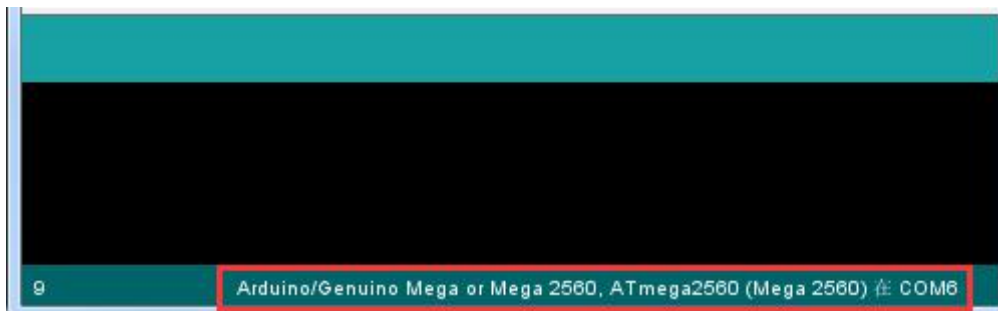 9 Arduino/Genuino Mega or Mega 2560, ATmega2560 (Mega 2560) 在 COM6